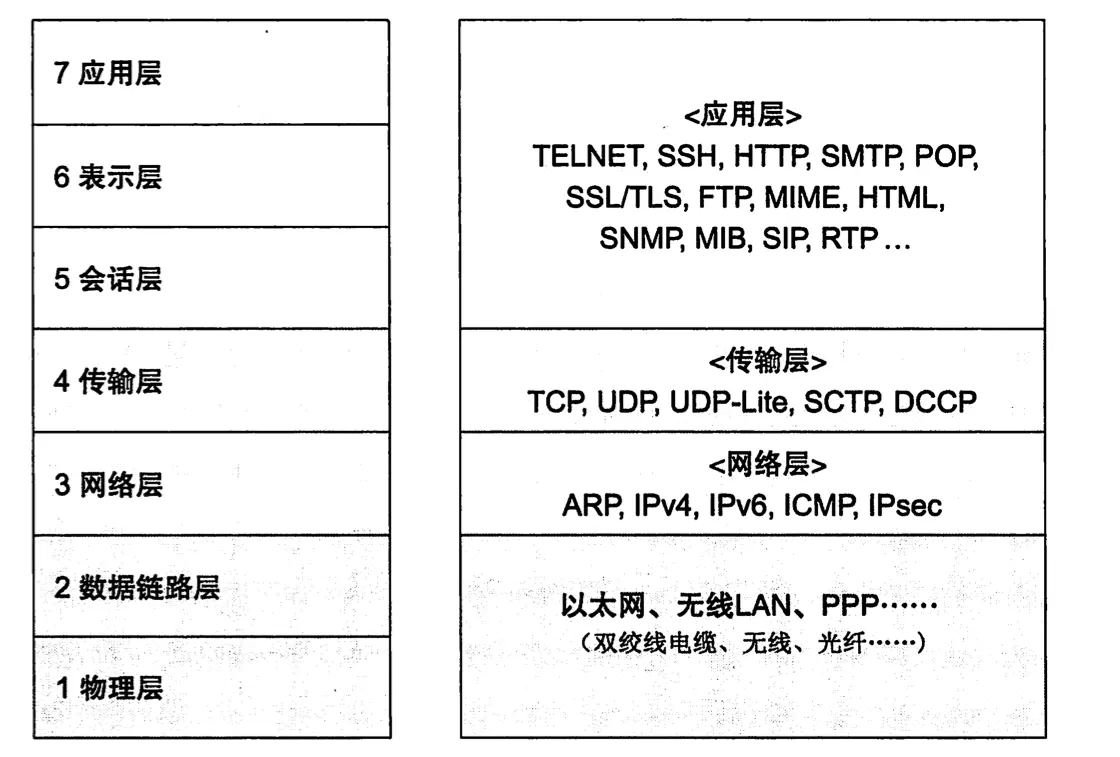 7 应用层
6 表示层
5 会话层
4 传输层
3 网络层
2 数据链路层
1 物理层
<应用层>
TELNET, SSH, HTTP, SMTP, POP,
SSL/TLS, FTP, MIME, HTML,
SNMP, MIB, SIP, RTP ...
<传输层>
TCP, UDP, UDP-Lite, SCTP, DCCP
<网络层>
ARP, IPv4, IPv6, ICMP, IPsec
以太网、无线LAN、PPP……
（双绞线电缆、无线、光纤……）